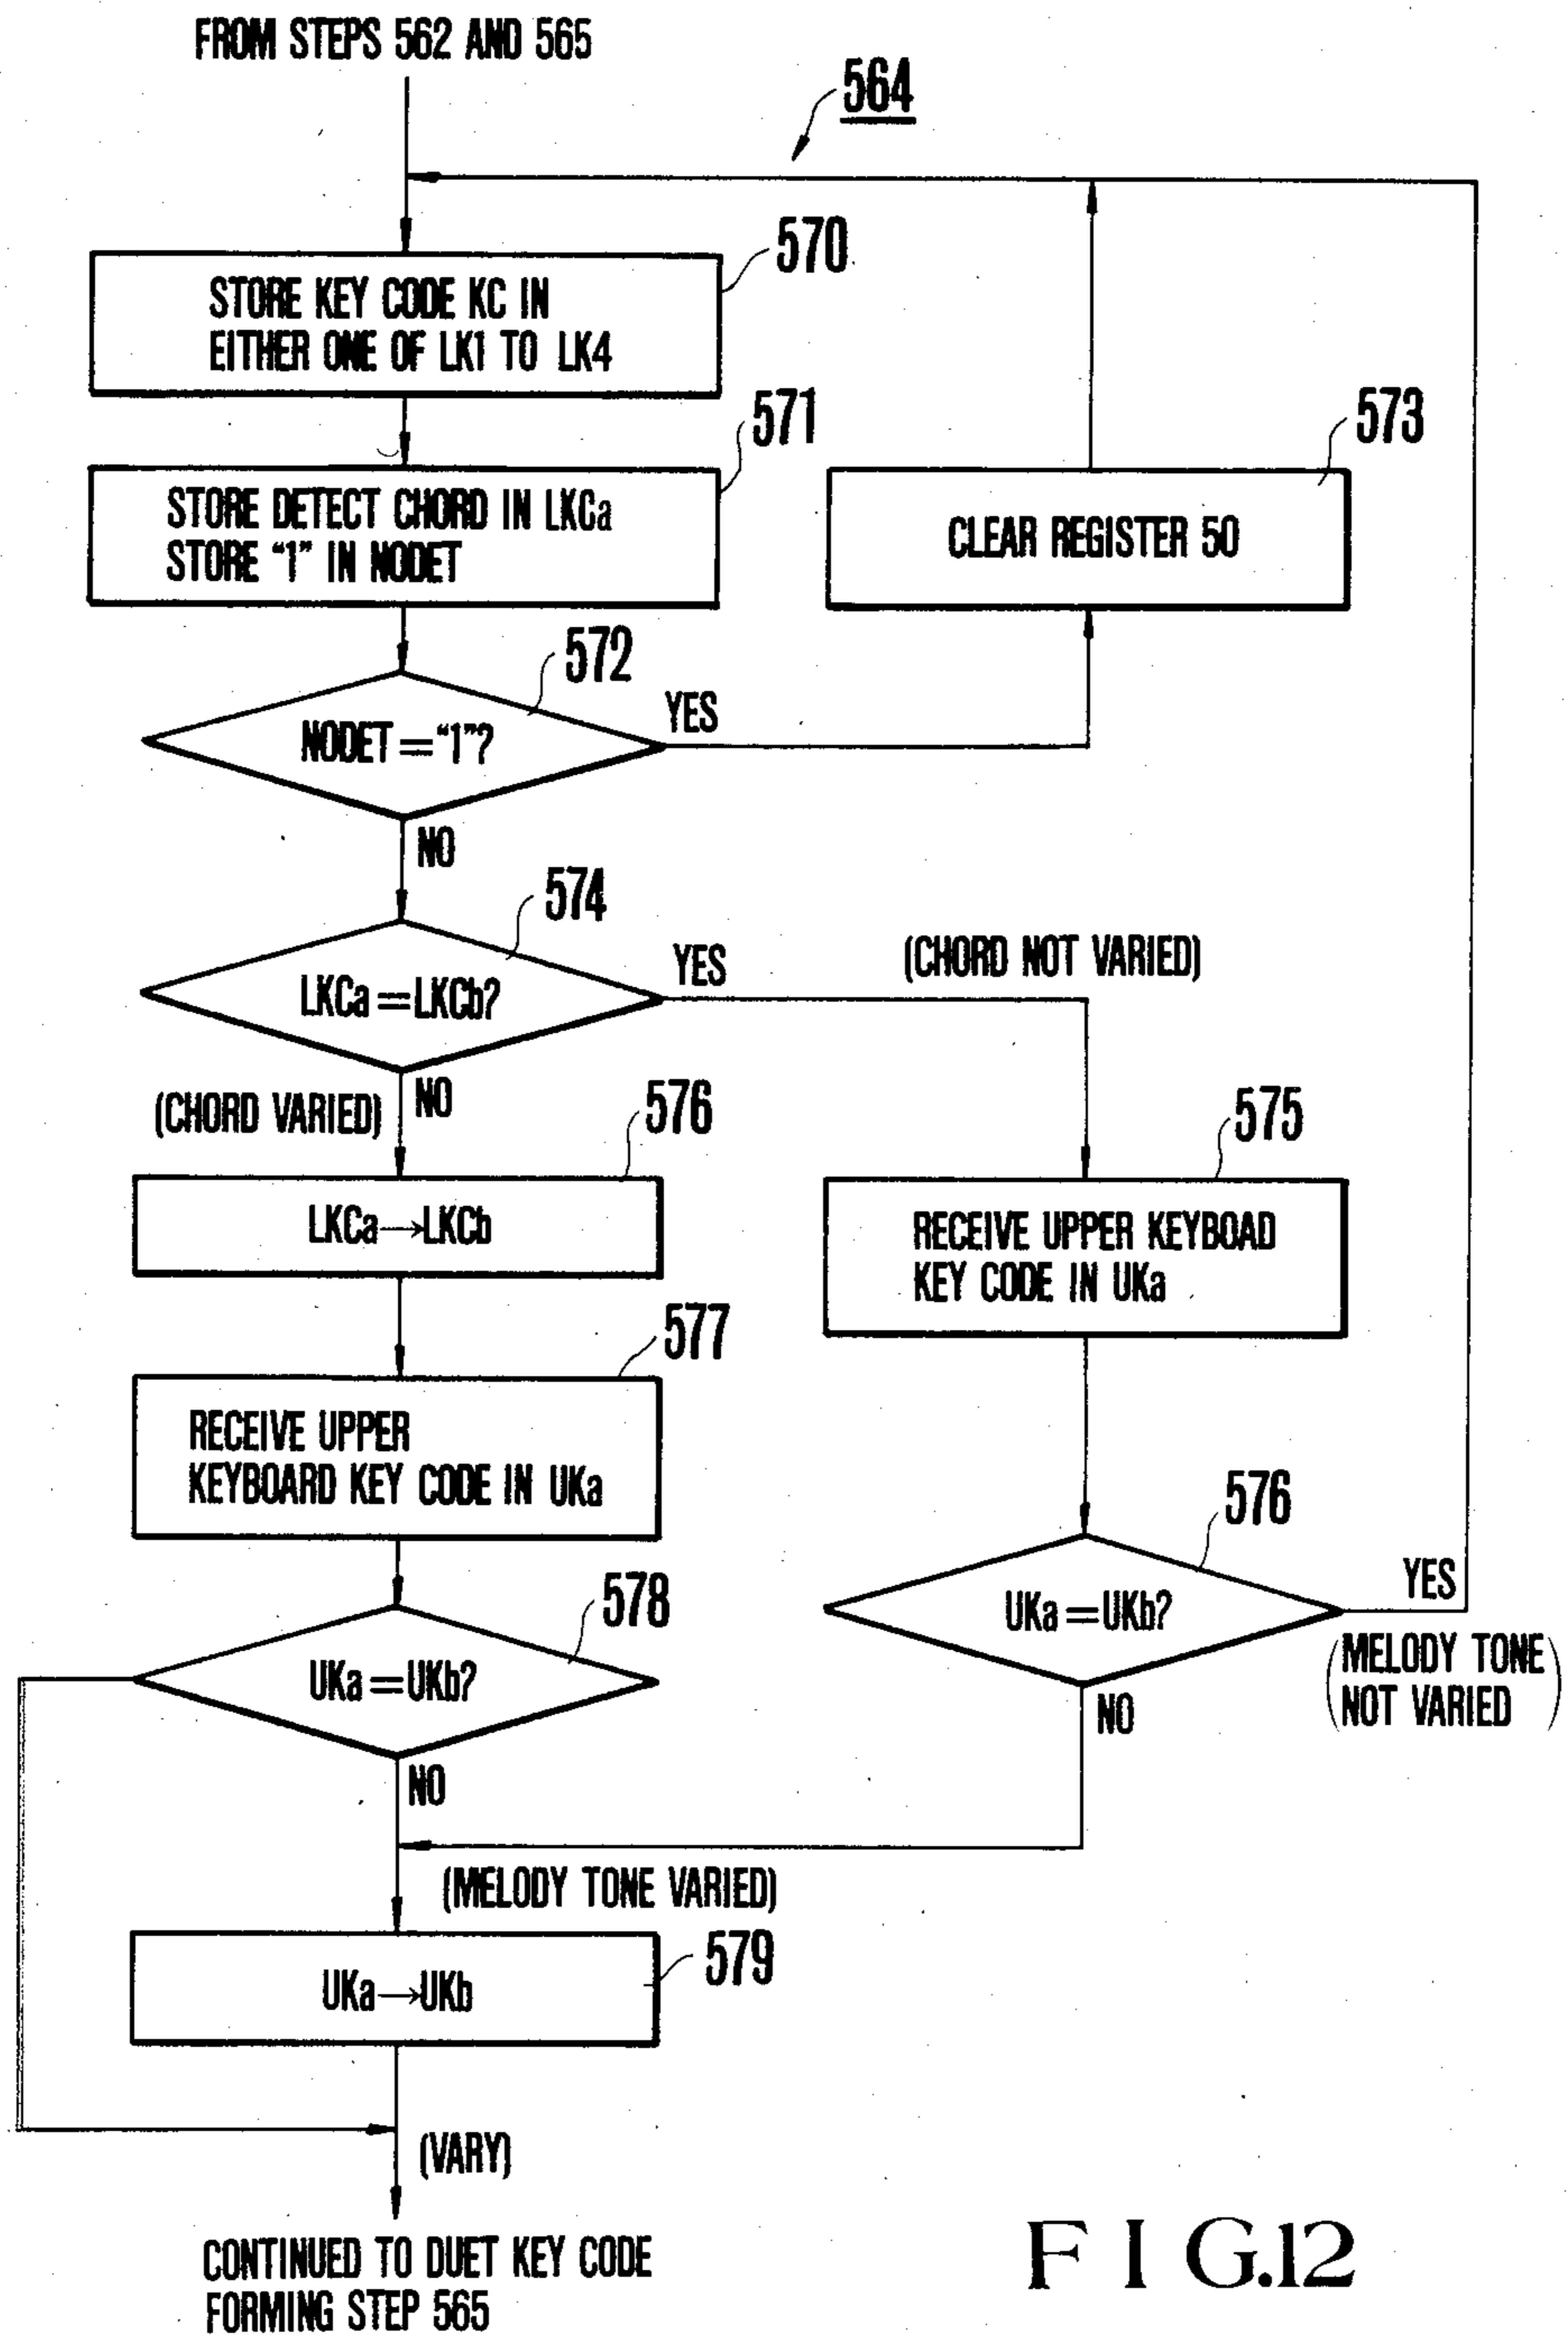 FROM STEPS 562 AND 565
564
570
STORE KEY CODE KC IN
EITHER ONE OF LK1 TO LK4
571
STORE DETECT CHORD IN LKCa
STORE "1" IN NODET
573
CLEAR REGISTER 50
572
NODET="1"?
YES
NO
574
LKCa=LKCb?
YES
(CHORD NOT VARIED)
(CHORD VARIED)
NO
576
LKCa→LKCb
575
RECEIVE UPPER KEYBOAD
KEY CODE IN UKa
577
RECEIVE UPPER
KEYBOARD KEY CODE IN UKa
576
UKa=UKb?
YES
(MELODY TONE
NOT VARIED)
NO
578
UKa=UKb?
NO
(MELODY TONE VARIED)
579
UKa→UKb
(VARY)
CONTINUED TO DUET KEY CODE
FORMING STEP 565
FIG.12